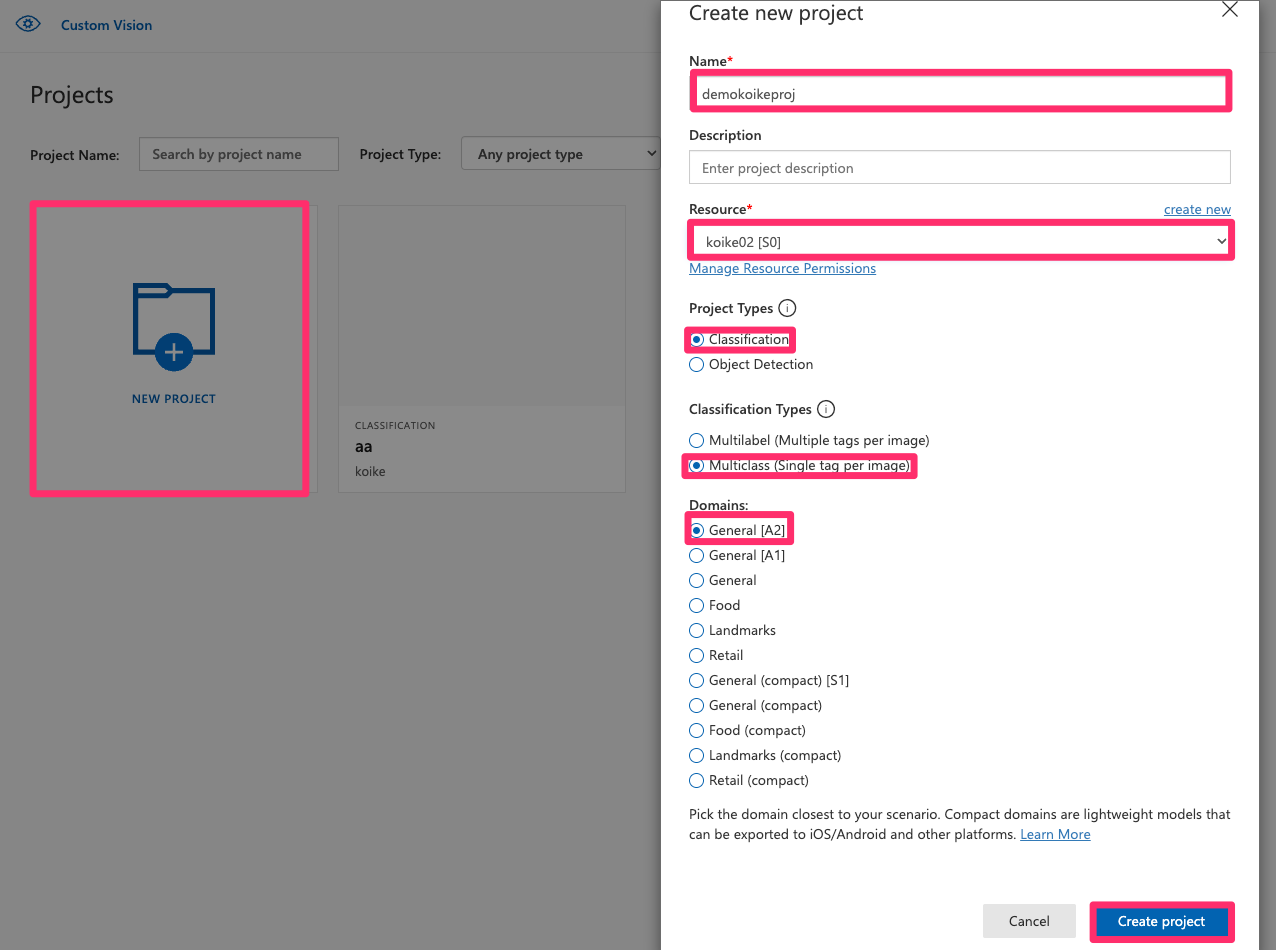 Custom Vision
Projects
Project Name:
Search by project name
Project Type:
Any project type
NEW PROJECT
CLASSIFICATION
aa
koike
Create new project
Name*
demokoikeproj
Description
Enter project description
Resource*
create new
koike02 [S0]
Manage Resource Permissions
Project Types
Classification
Object Detection
Classification Types
Multilabel (Multiple tags per image)
Multiclass (Single tag per image)
Domains:
General [A2]
General [A1]
General
Food
Landmarks
Retail
General (compact) [S1]
General (compact)
Food (compact)
Landmarks (compact)
Retail (compact)
Pick the domain closest to your scenario. Compact domains are lightweight models that
can be exported to iOS/Android and other platforms. Learn More
Cancel
Create project